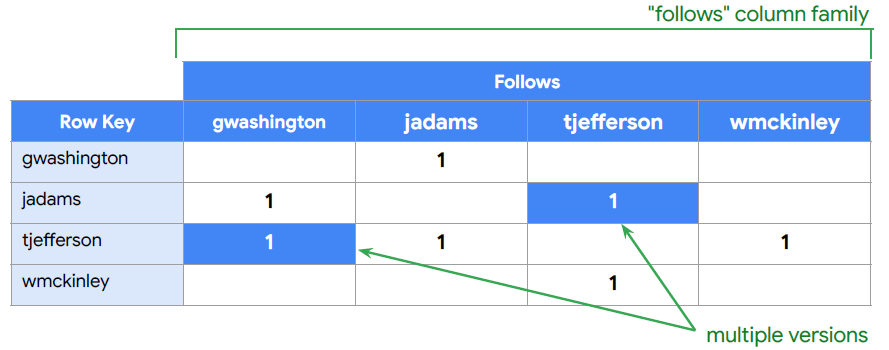 "follows" column family
Follows
Row Key gwashington jadams tjefferson wmckinley
gwashington 1
jadams 1 1
tjefferson 1 1 1
wmckinley 1
multiple versions